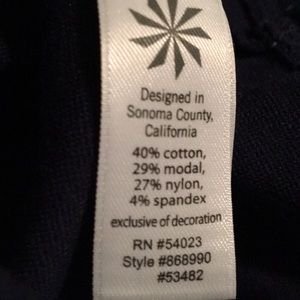 Designed in
Sonoma County,
California
40% cotton,
29% modal,
27% nylon,
4% spandex
exclusive of decoration
RN #54023
Style #868990
#53482